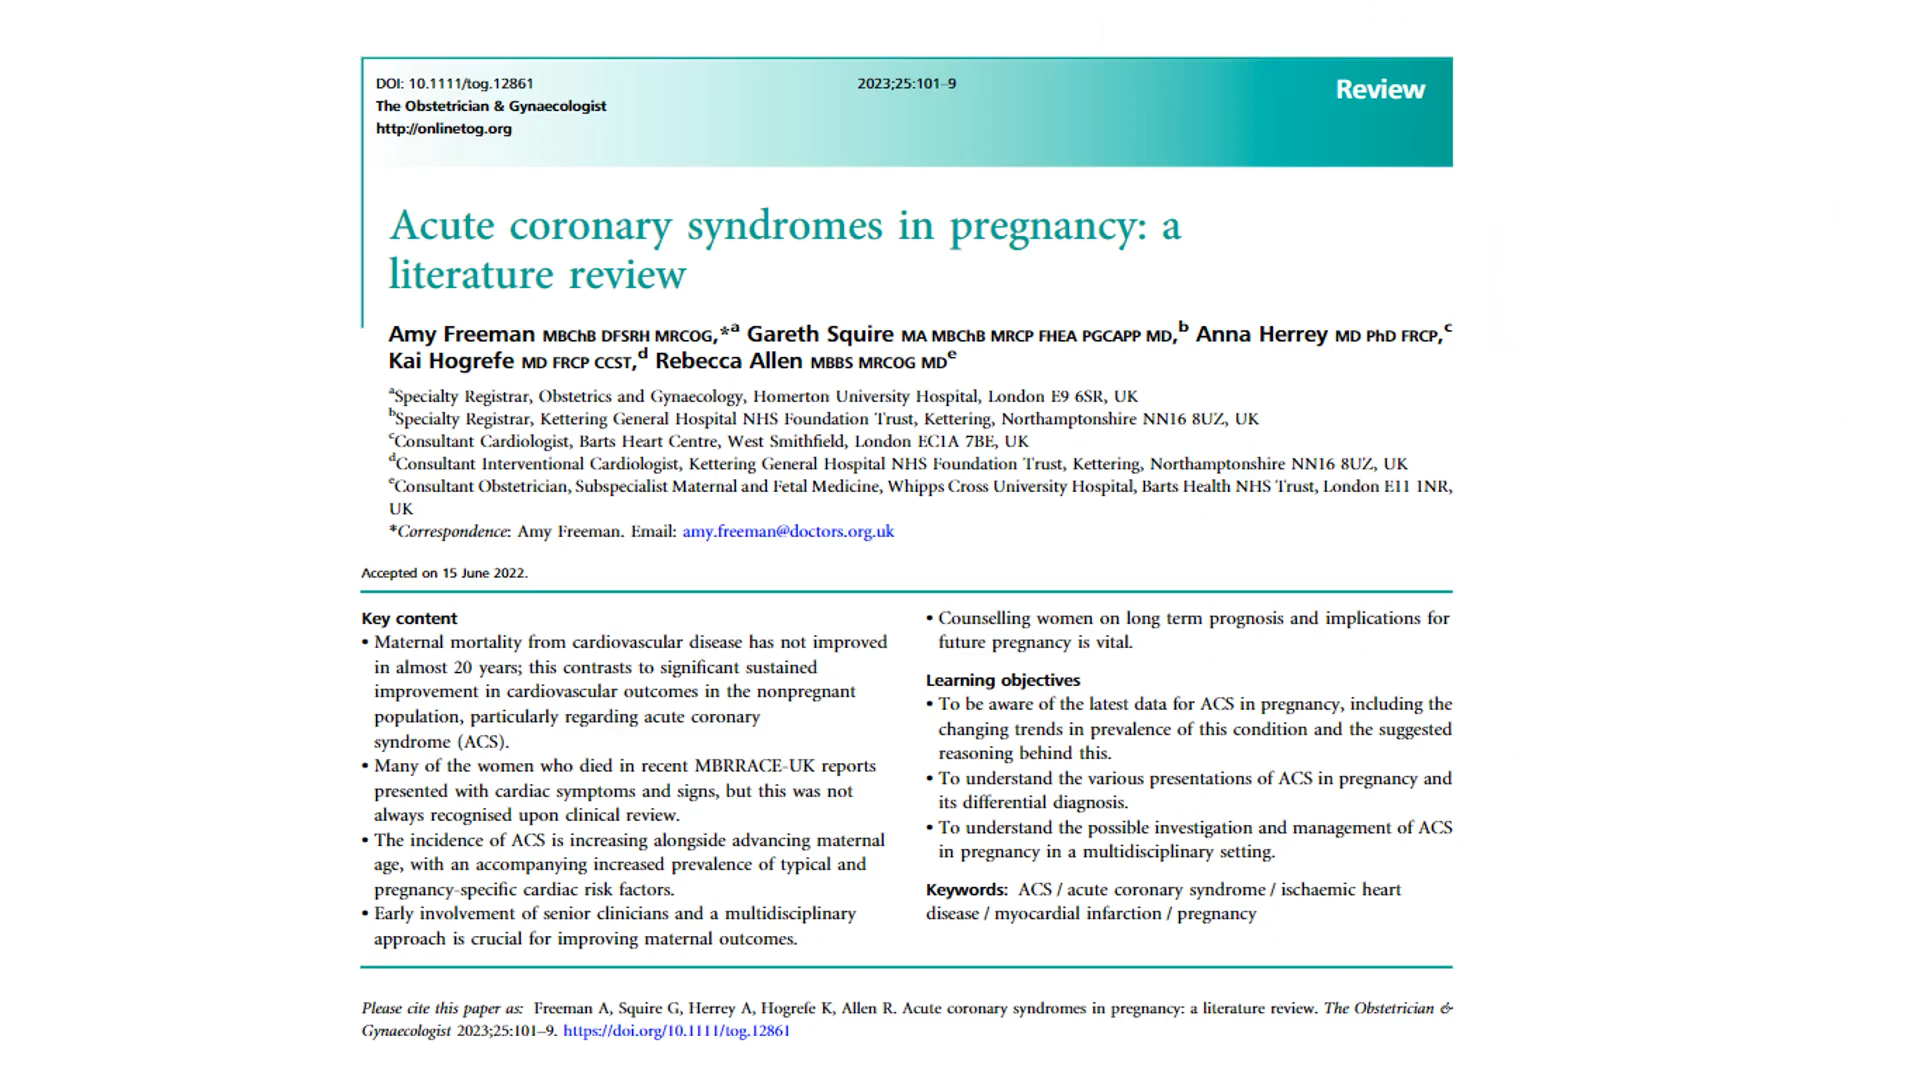 DOI: 10.1111/tog.12861
The Obstetrician & Gynaecologist
http://onlinetog.org
2023;25:101–9
Review
Acute coronary syndromes in pregnancy: a
literature review
Amy Freeman MBChB DFSRH MRCOG,*a Gareth Squire MA MBChB MRCP FHEA PGCAPP MD,b Anna Herrey MD PhD FRCP,c
Kai Hogrefe MD FRCP CCST,d Rebecca Allen MBBS MRCOG MDe
aSpecialty Registrar, Obstetrics and Gynaecology, Homerton University Hospital, London E9 6SR, UK
bSpecialty Registrar, Kettering General Hospital NHS Foundation Trust, Kettering, Northamptonshire NN16 8UZ, UK
cConsultant Cardiologist, Barts Heart Centre, West Smithfield, London EC1A 7BE, UK
dConsultant Interventional Cardiologist, Kettering General Hospital NHS Foundation Trust, Kettering, Northamptonshire NN16 8UZ, UK
eConsultant Obstetrician, Subspecialist Maternal and Fetal Medicine, Whipps Cross University Hospital, Barts Health NHS Trust, London E11 1NR,
UK
*Correspondence: Amy Freeman. Email: amy.freeman@doctors.org.uk
Accepted on 15 June 2022.
Key content
• Maternal mortality from cardiovascular disease has not improved
in almost 20 years; this contrasts to significant sustained
improvement in cardiovascular outcomes in the nonpregnant
population, particularly regarding acute coronary
syndrome (ACS).
• Many of the women who died in recent MBRRACE-UK reports
presented with cardiac symptoms and signs, but this was not
always recognised upon clinical review.
• The incidence of ACS is increasing alongside advancing maternal
age, with an accompanying increased prevalence of typical and
pregnancy-specific cardiac risk factors.
• Early involvement of senior clinicians and a multidisciplinary
approach is crucial for improving maternal outcomes.
• Counselling women on long term prognosis and implications for
future pregnancy is vital.
Learning objectives
• To be aware of the latest data for ACS in pregnancy, including the
changing trends in prevalence of this condition and the suggested
reasoning behind this.
• To understand the various presentations of ACS in pregnancy and
its differential diagnosis.
• To understand the possible investigation and management of ACS
in pregnancy in a multidisciplinary setting.
Keywords: ACS / acute coronary syndrome / ischaemic heart
disease / myocardial infarction / pregnancy
Please cite this paper as: Freeman A, Squire G, Herrey A, Hogrefe K, Allen R. Acute coronary syndromes in pregnancy: a literature review. The Obstetrician &
Gynaecologist 2023;25:101–9. https://doi.org/10.1111/tog.12861